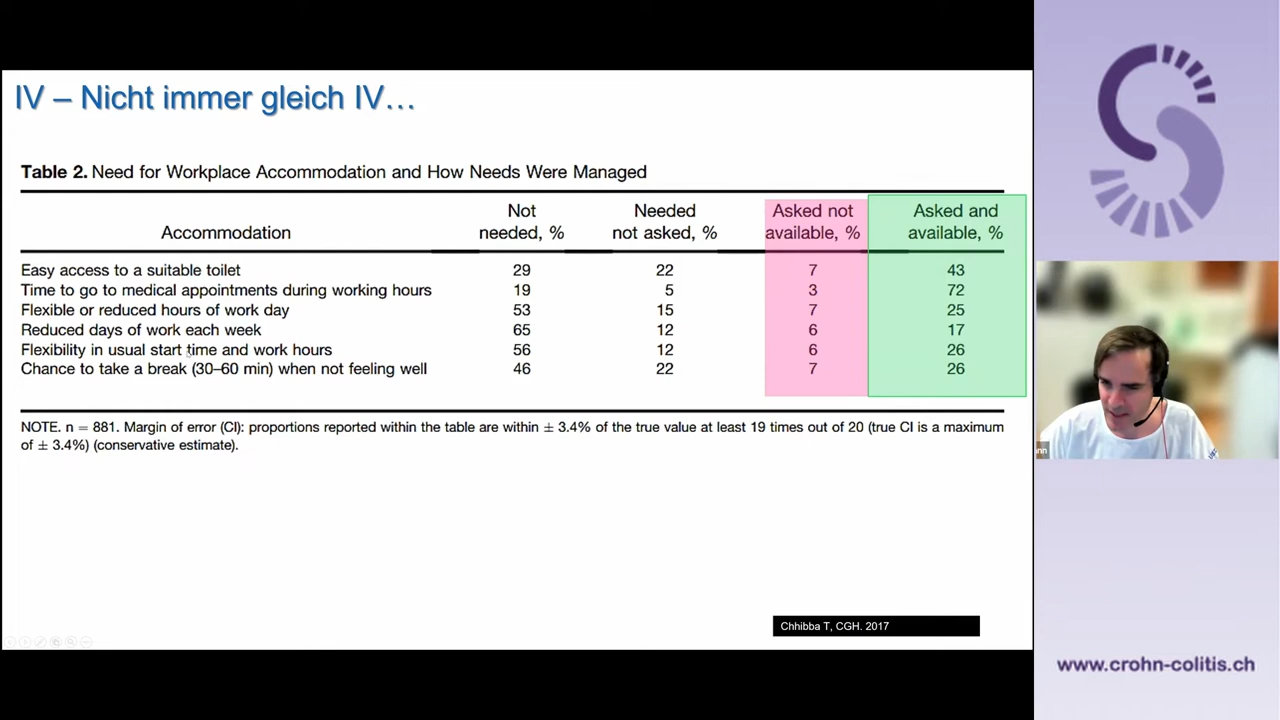 IV – Nicht immer gleich IV…
Table 2. Need for Workplace Accommodation and How Needs Were Managed
Accommodation Not needed, % Needed not asked, % Asked not available, % Asked and available, %
Easy access to a suitable toilet 29 22 7 43
Time to go to medical appointments during working hours 19 5 3 72
Flexible or reduced hours of work day 53 15 7 25
Reduced days of work each week 65 12 6 17
Flexibility in usual start time and work hours 56 12 6 26
Chance to take a break (30–60 min) when not feeling well 46 22 7 26
NOTE. n = 881. Margin of error (CI): proportions reported within the table are within ± 3.4% of the true value at least 19 times out of 20 (true CI is a maximum
of ± 3.4%) (conservative estimate).
Chhibba T, CGH. 2017
www.crohn-colitis.ch